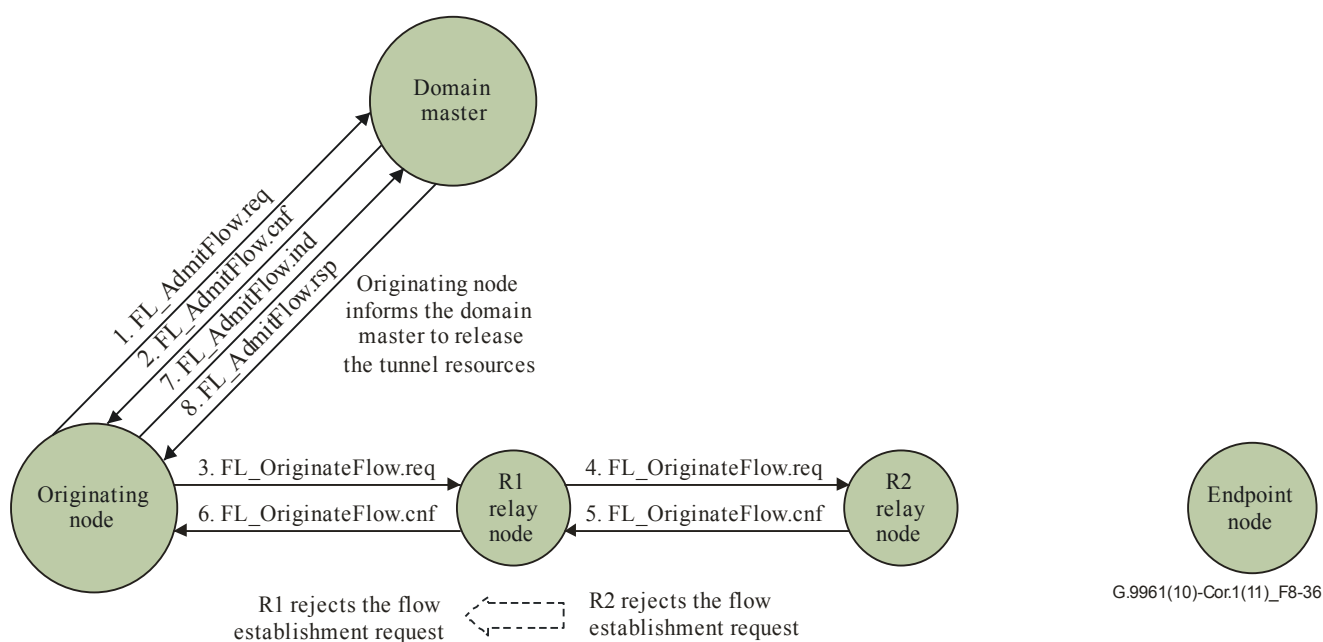 Domain
master
1. FL_AdmitFlow.req
2. FL_AdmitFlow.cnf
7. FL_AdmitFlow.ind
8. FL_AdmitFlow.rsp
Originating node
informs the domain
master to release
the tunnel resources
Originating
node
3. FL_OriginateFlow.req
6. FL_OriginateFlow.cnf
R1
relay
node
4. FL_OriginateFlow.req
5. FL_OriginateFlow.cnf
R2
relay
node
Endpoint
node
G.9961(10)-Cor.1(11)_F8-36
R1 rejects the flow
establishment request
R2 rejects the flow
establishment request